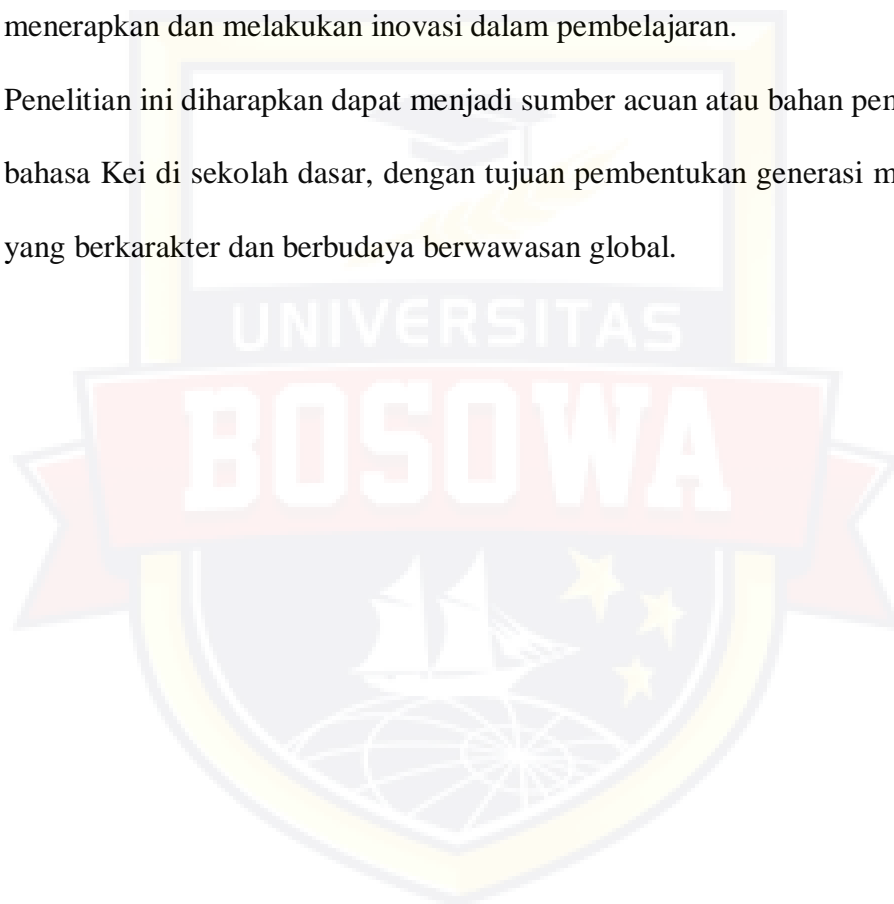 menerapkan dan melakukan inovasi dalam pembelajaran.
Penelitian ini diharapkan dapat menjadi sumber acuan atau bahan
bahasa Kei di sekolah dasar, dengan tujuan pembentukan generasi
yang berkarakter dan berbudaya berwawasan global.
UNIVERSITAS
BOSOWA